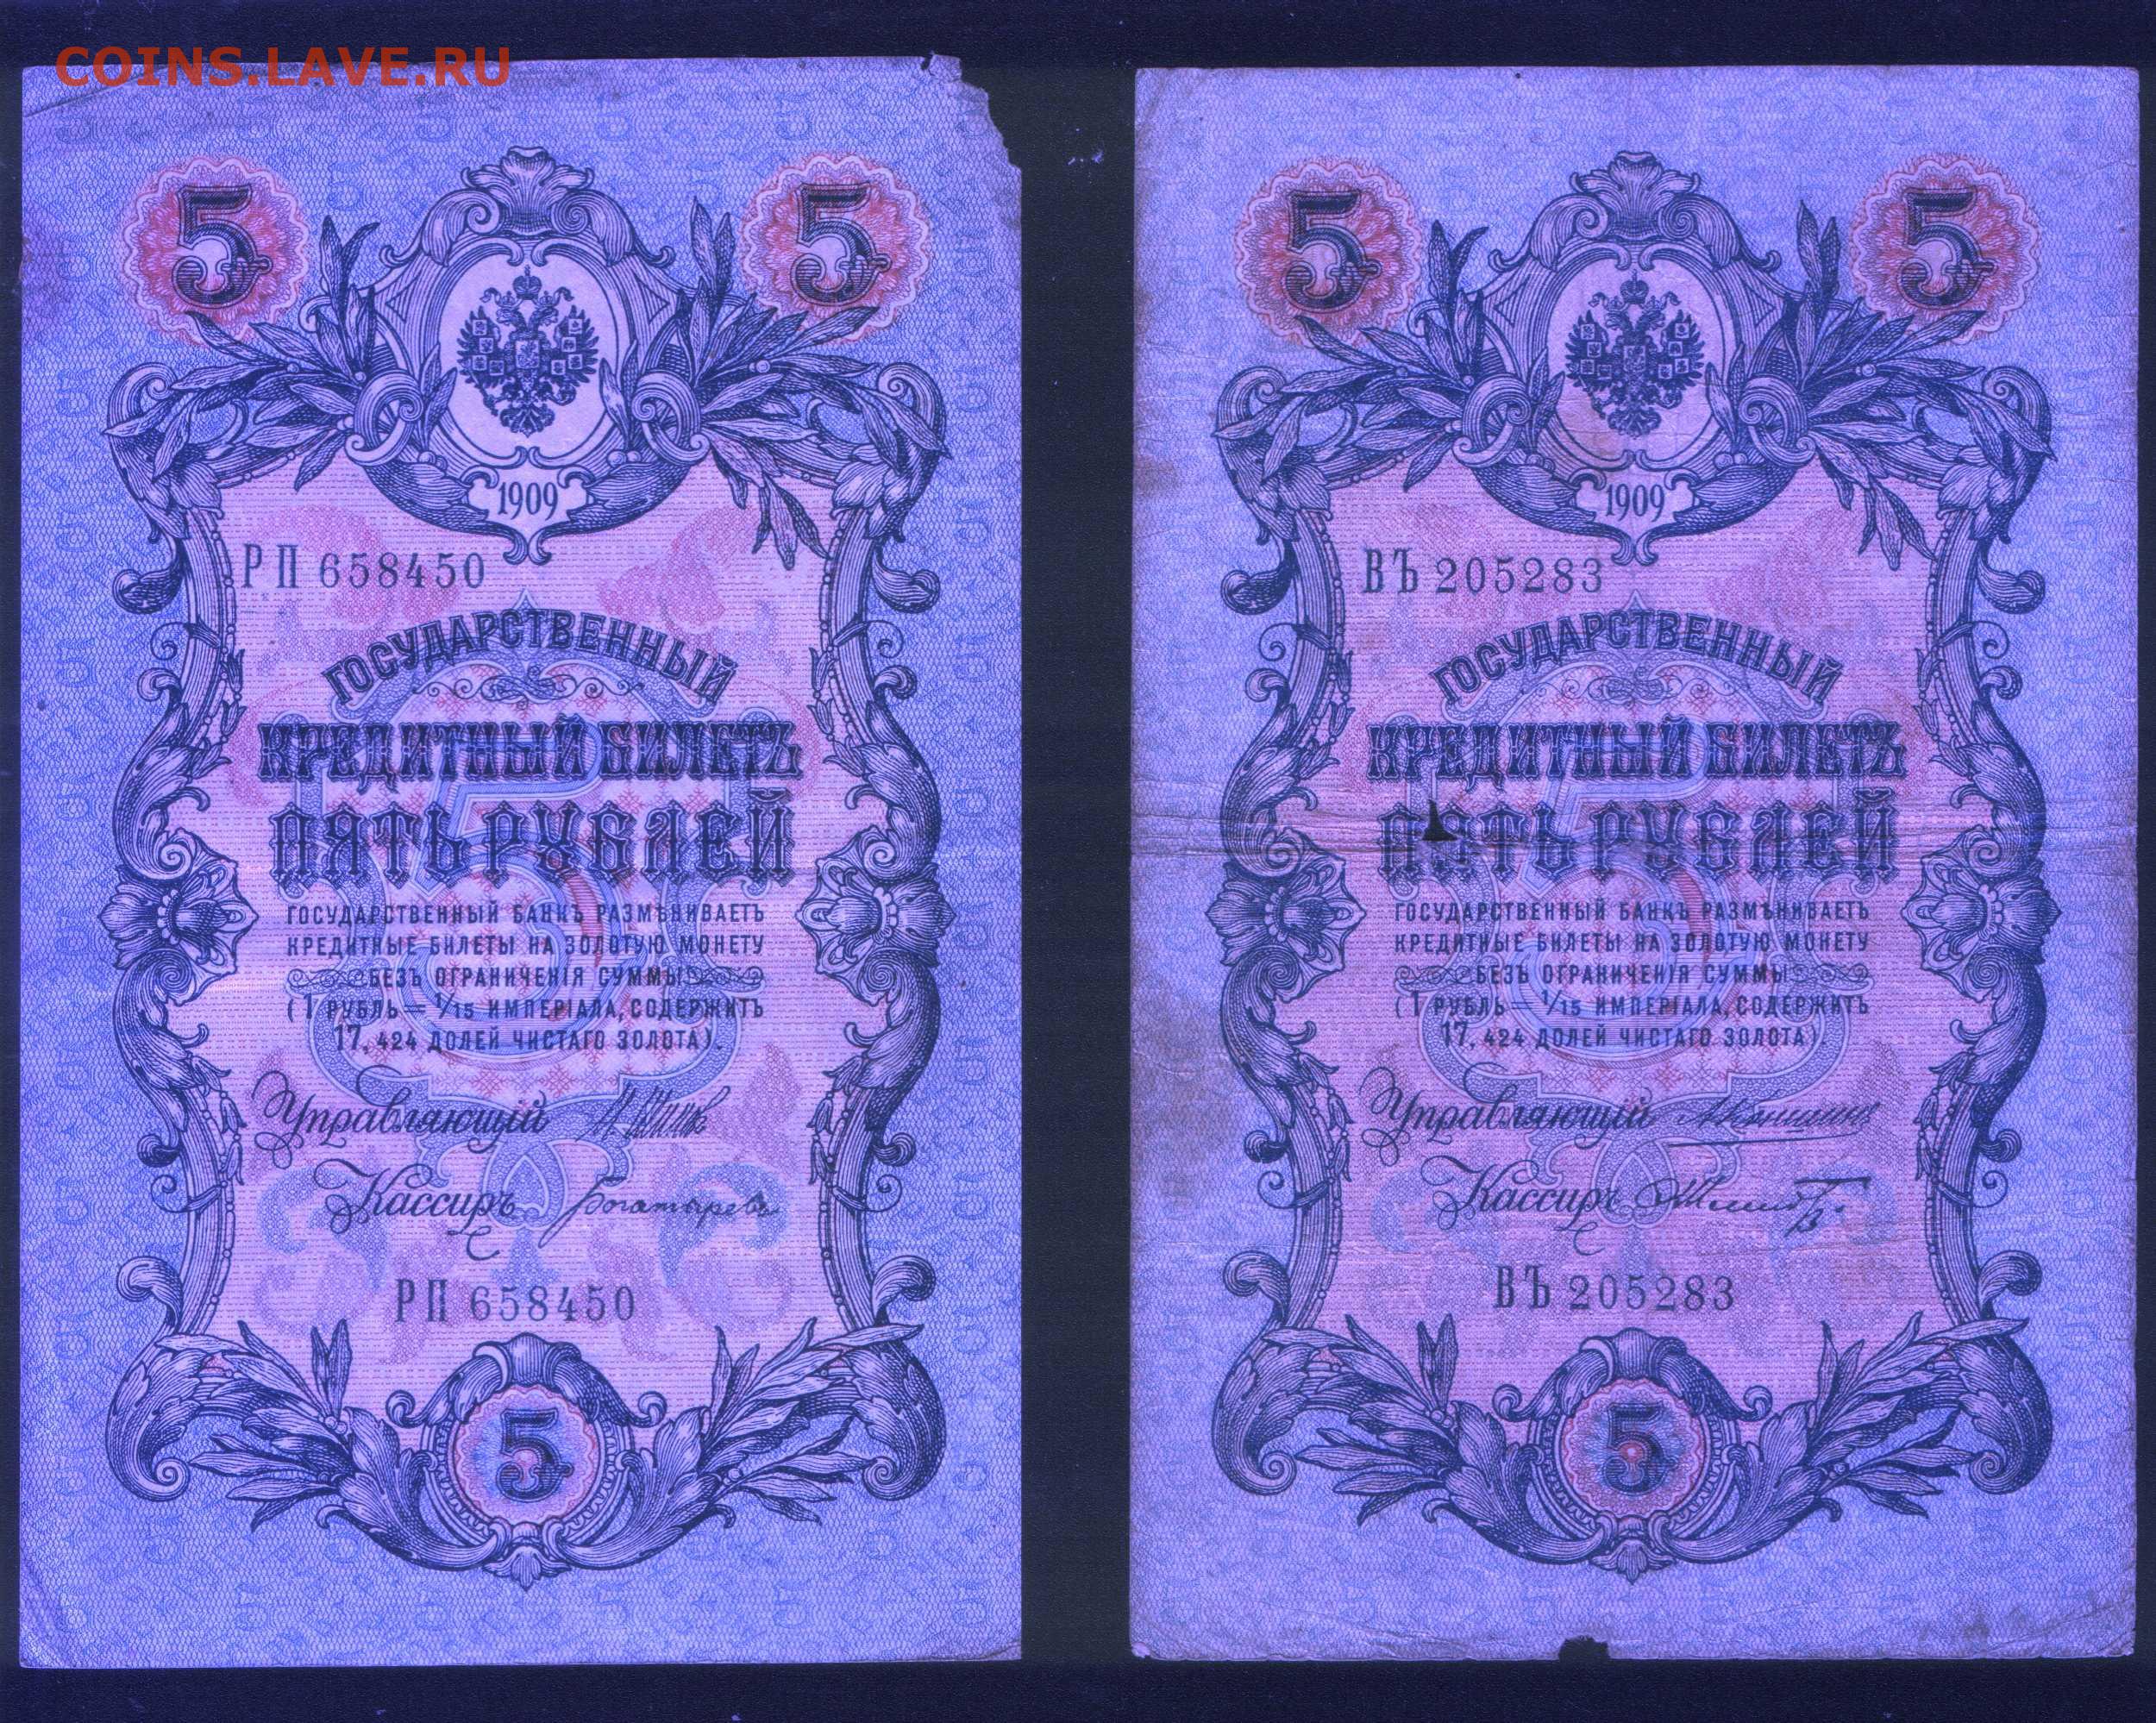 COINS.LAVE.RU
5 5
1909
РП 658450
ГОСУДАРСТВЕННЫЙ
КРЕДИТНЫЙ БИЛЕТЪ
ПЯТЬ РУБЛЕЙ
ГОСУДАРСТВЕННЫЙ БАНКЪ РАЗМѢНИВАЕТЪ
КРЕДИТНЫЕ БИЛЕТЫ НА ЗОЛОТУЮ МОНЕТУ
БЕЗЪ ОГРАНИЧЕНІЯ СУММЫ
(1 РУБЛЬ = 1/15 ИМПЕРІАЛА, СОДЕРЖИТЪ
17,424 ДОЛЕЙ ЧИСТАГО ЗОЛОТА).
Управляющій
Кассиръ Богатыревъ
РП 658450
5
5 5
1909
ВЪ 205283
ГОСУДАРСТВЕННЫЙ
КРЕДИТНЫЙ БИЛЕТЪ
ПЯТЬ РУБЛЕЙ
ГОСУДАРСТВЕННЫЙ БАНКЪ РАЗМѢНИВАЕТЪ
КРЕДИТНЫЕ БИЛЕТЫ НА ЗОЛОТУЮ МОНЕТУ
БЕЗЪ ОГРАНИЧЕНІЯ СУММЫ
(1 РУБЛЬ = 1/15 ИМПЕРІАЛА, СОДЕРЖИТЪ
17,424 ДОЛЕЙ ЧИСТАГО ЗОЛОТА).
Управляющій
Кассиръ
ВЪ 205283
5